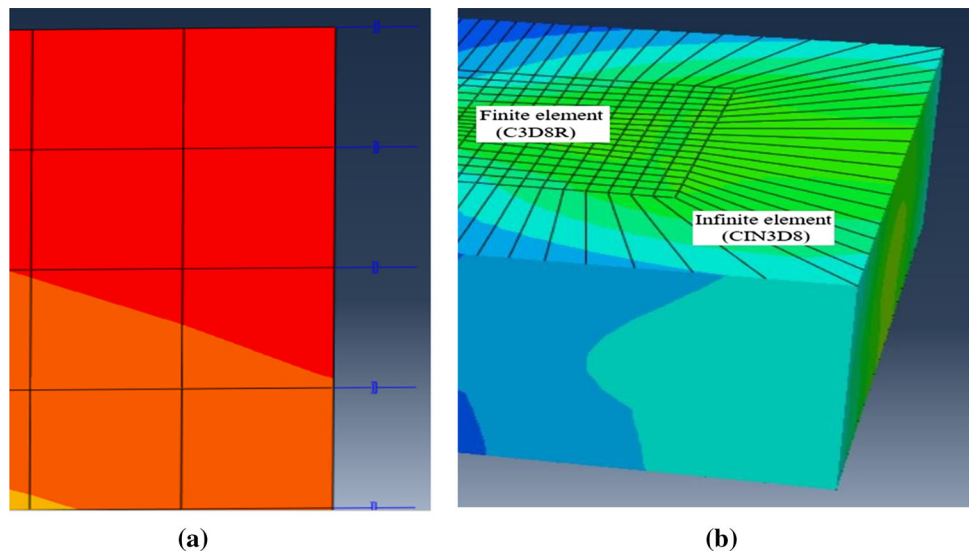 Finite element
(C3D8R)
Infinite element
(CIN3D8)
(a)
(b)